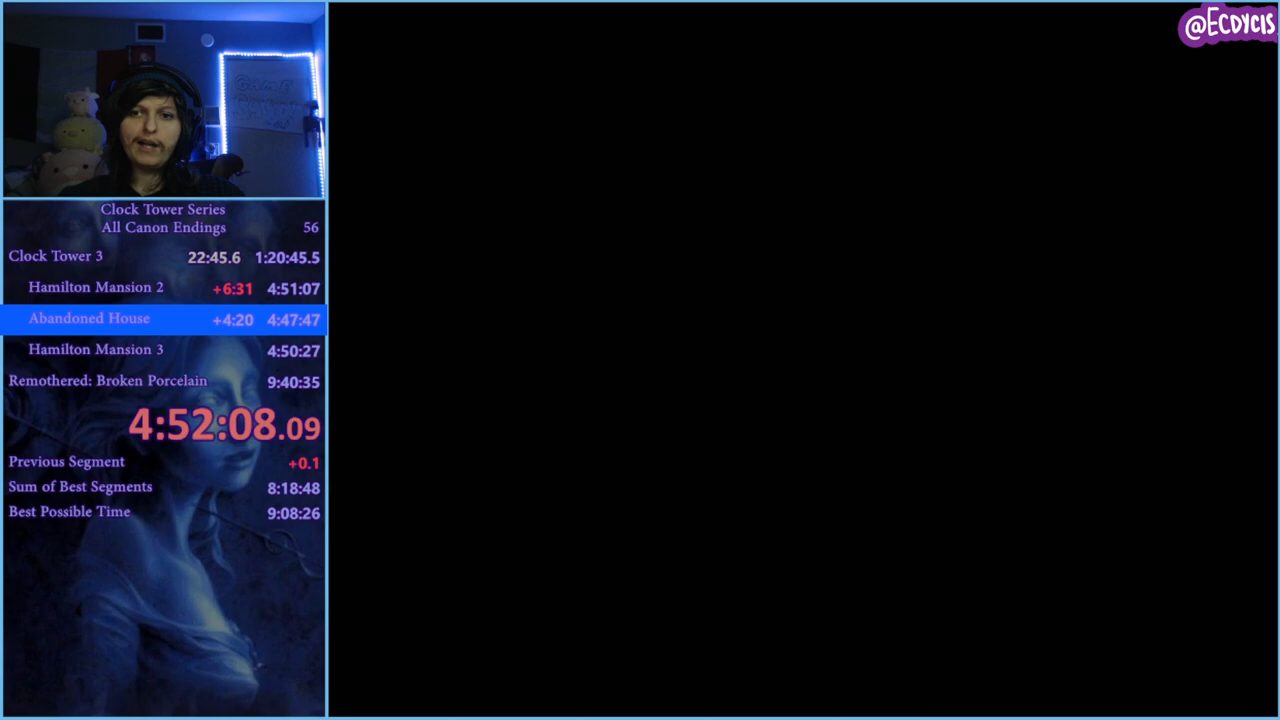 @ECDYCIS
Clock Tower Series
All Canon Endings 56
Clock Tower 3 22:45.6 1:20:45.5
Hamilton Mansion 2 +6:31 4:51:07
Abandoned House +4:20 4:47:47
Hamilton Mansion 3 4:50:27
Remothered: Broken Porcelain 9:40:35
4:52:08.09
Previous Segment +0.1
Sum of Best Segments 8:18:48
Best Possible Time 9:08:26